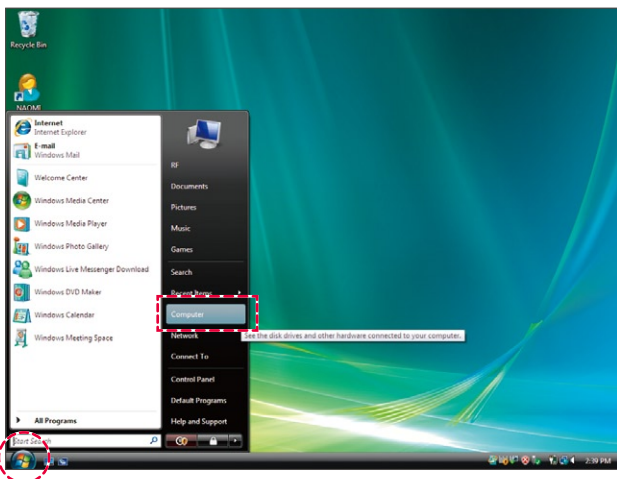 Recycle Bin
NAOMI
Internet
Internet Explorer
E-mail
Windows Mail
Welcome Center
Windows Media Center
Windows Media Player
Windows Photo Gallery
Windows Live Messenger Download
Windows DVD Maker
Windows Calendar
Windows Meeting Space
All Programs
Start Search
RF
Documents
Pictures
Music
Games
Search
Recent Items
Computer
See the disk drives and other hardware connected to your computer.
Network
Connect To
Control Panel
Default Programs
Help and Support
2:39 PM